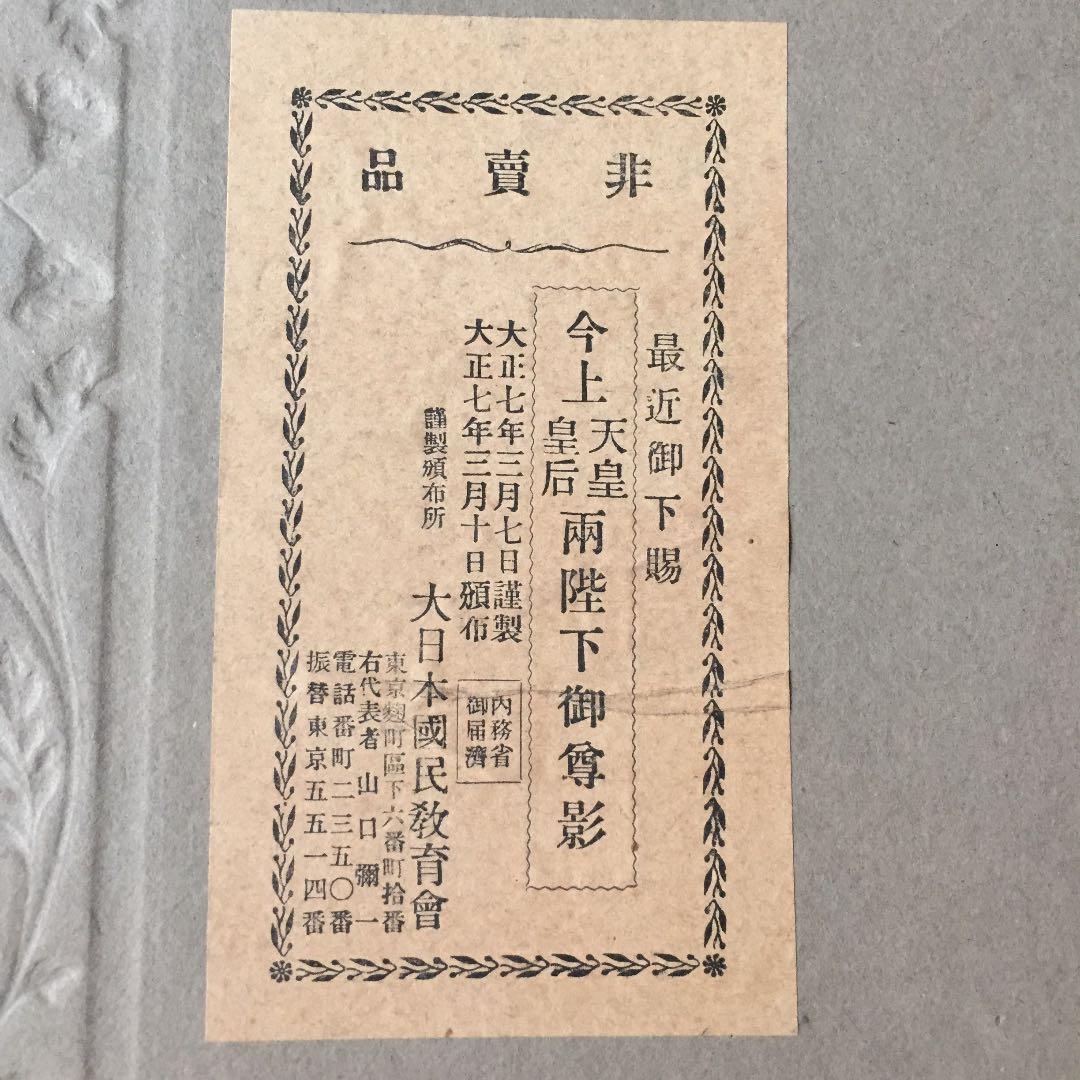 非賣品
最近御下賜
今上天皇皇后兩陛下御尊影
大正七年三月七日謹製
大正七年三月十日頒布
內務省
御屆濟
謹製頒布所
大日本國民敎育會
東京麴町區下六番町拾番
右代表者山口彌一
電話番町二三五〇番
振替東京五五一四番